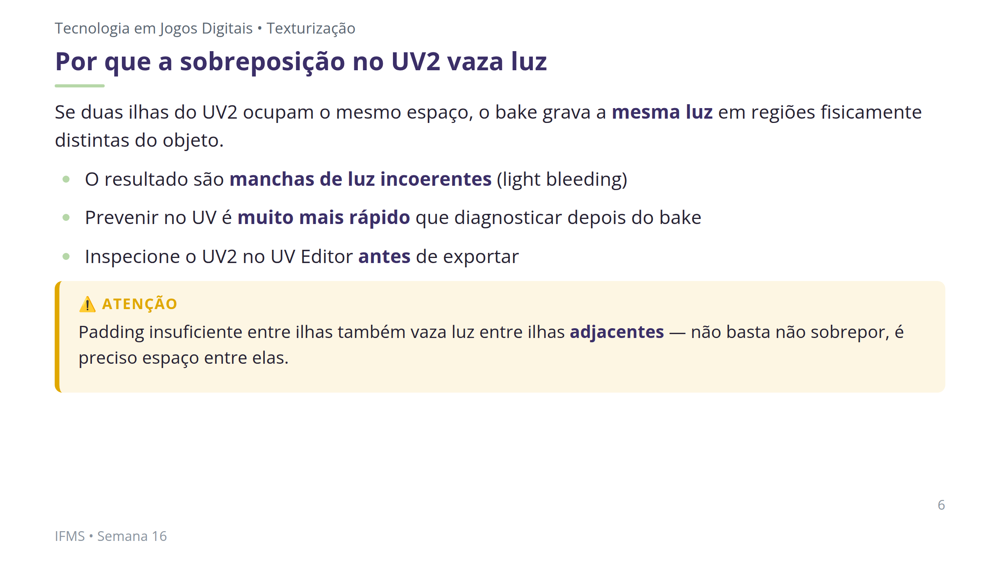 Tecnologia em Jogos Digitais • Texturização
Por que a sobreposição no UV2 vaza luz
Se duas ilhas do UV2 ocupam o mesmo espaço, o bake grava a mesma luz em regiões fisicamente
distintas do objeto.
• O resultado são manchas de luz incoerentes (light bleeding)
• Prevenir no UV é muito mais rápido que diagnosticar depois do bake
• Inspecione o UV2 no UV Editor antes de exportar
⚠️ ATENÇÃO
Padding insuficiente entre ilhas também vaza luz entre ilhas adjacentes — não basta não sobrepor, é
preciso espaço entre elas.
6
IFMS • Semana 16